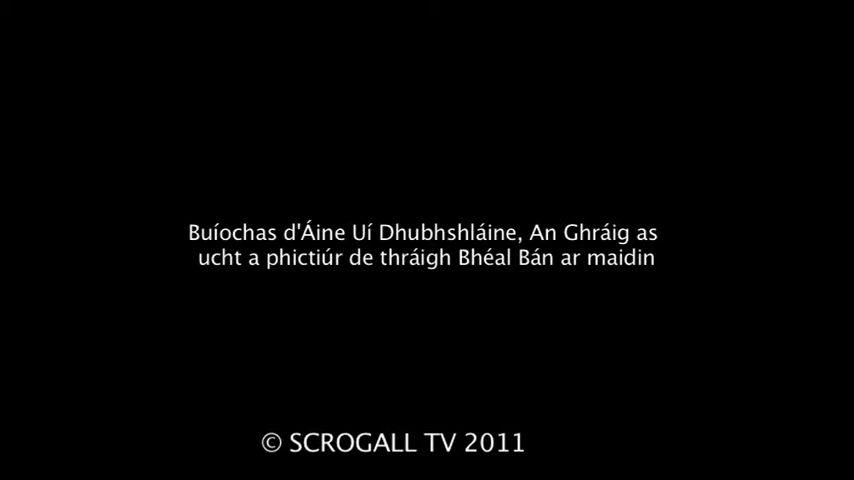 Buíochas d'Áine Uí Dhubhshláine, An Ghráig as
ucht a phictiúr de thráigh Bhéal Bán ar maidin
© SCROGALL TV 2011